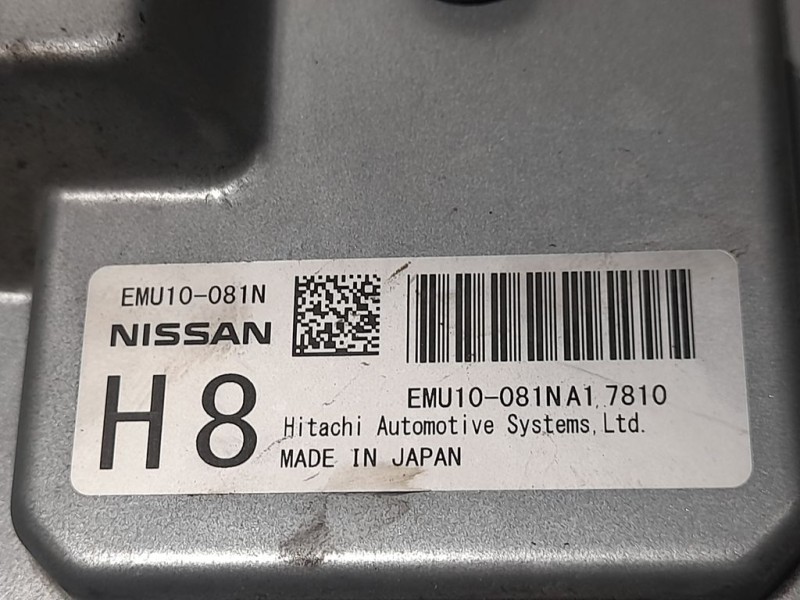 EMU10-081N
NISSAN
H8
EMU10-081NA1 7810
Hitachi Automotive Systems, Ltd.
MADE IN JAPAN